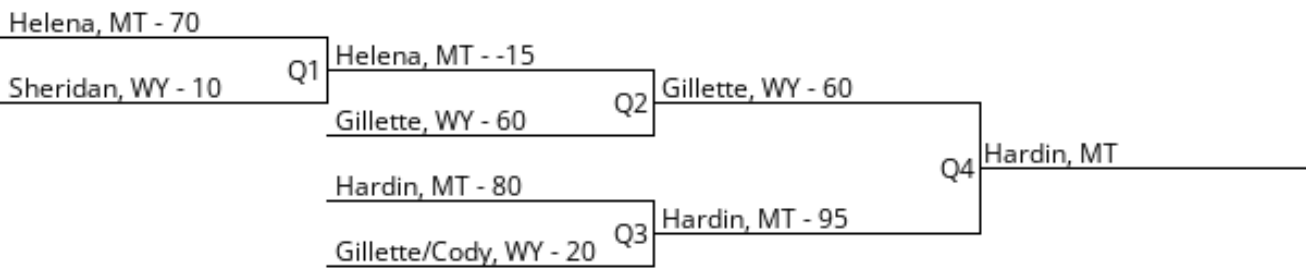 Helena, MT - 70
Sheridan, WY - 10
Q1
Helena, MT - -15
Gillette, WY - 60
Q2
Hardin, MT - 80
Gillette/Cody, WY - 20
Q3
Gillette, WY - 60
Hardin, MT - 95
Q4
Hardin, MT